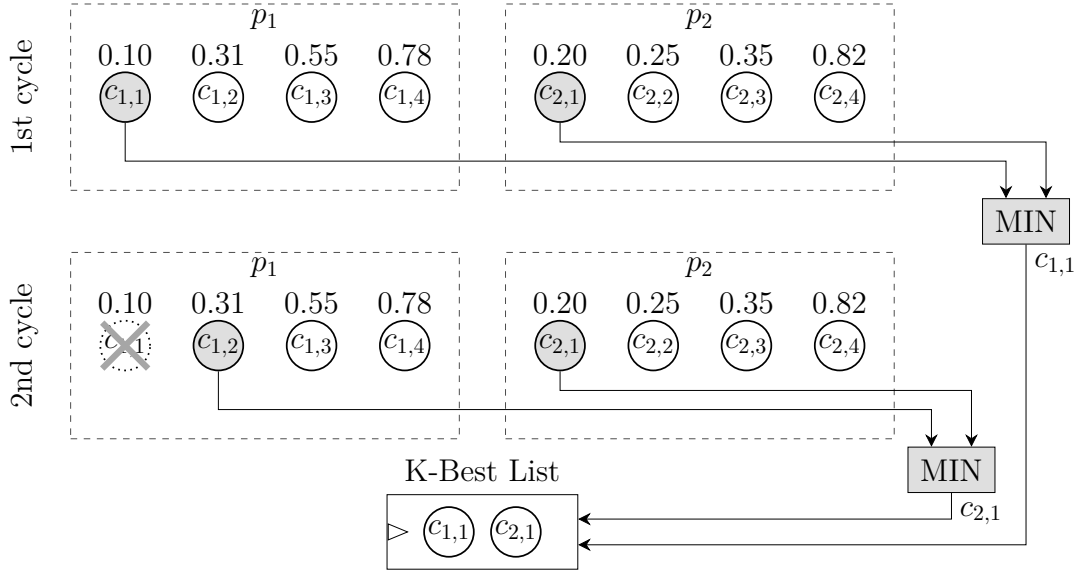 1st cycle
p1 p2
0.10 0.31 0.55 0.78 0.20 0.25 0.35 0.82
c1,1 c1,2 c1,3 c1,4 c2,1 c2,2 c2,3 c2,4
MIN
c1,1
2nd cycle
p1 p2
0.10 0.31 0.55 0.78 0.20 0.25 0.35 0.82
c1,1 c1,2 c1,3 c1,4 c2,1 c2,2 c2,3 c2,4
MIN
c2,1
K-Best List
c1,1 c2,1